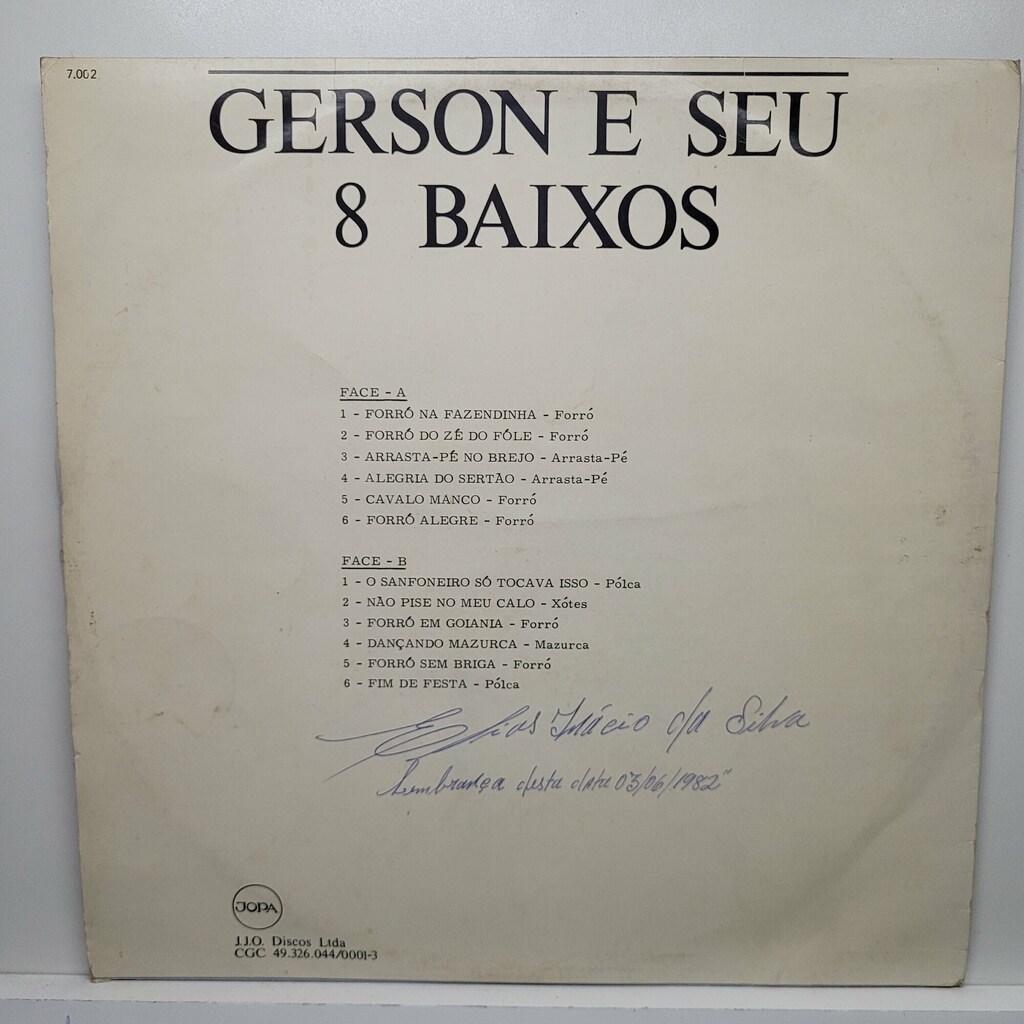 7.002
GERSON E SEU
8 BAIXOS
FACE - A
1 - FORRÓ NA FAZENDINHA - Forró
2 - FORRÓ DO ZÉ DO FÓLE - Forró
3 - ARRASTA-PÉ NO BREJO - Arrasta-Pé
4 - ALEGRIA DO SERTÃO - Arrasta-Pé
5 - CAVALO MANCO - Forró
6 - FORRÓ ALEGRE - Forró
FACE - B
1 - O SANFONEIRO SÓ TOCAVA ISSO - Pólca
2 - NÃO PISE NO MEU CALO - Xótes
3 - FORRÓ EM GOIANIA - Forró
4 - DANÇANDO MAZURCA - Mazurca
5 - FORRÓ SEM BRIGA - Forró
6 - FIM DE FESTA - Pólca
Elias Inácio da Silva
Lembrança desta data 03/06/1982"
JOPA
J.J.O. Discos Ltda
CGC 49.326.044/0001-3